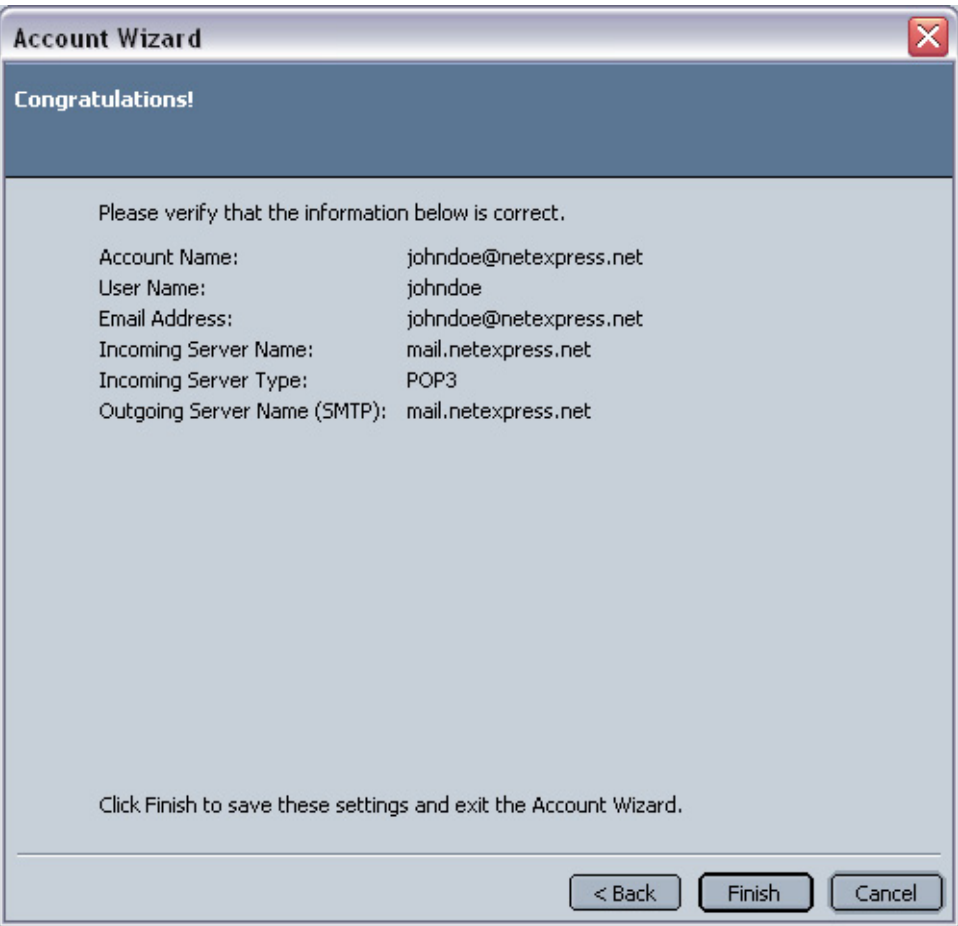 Account Wizard
Congratulations!
Please verify that the information below is correct.
Account Name: johndoe@netexpress.net
User Name: johndoe
Email Address: johndoe@netexpress.net
Incoming Server Name: mail.netexpress.net
Incoming Server Type: POP3
Outgoing Server Name (SMTP): mail.netexpress.net
Click Finish to save these settings and exit the Account Wizard.
< Back Finish Cancel